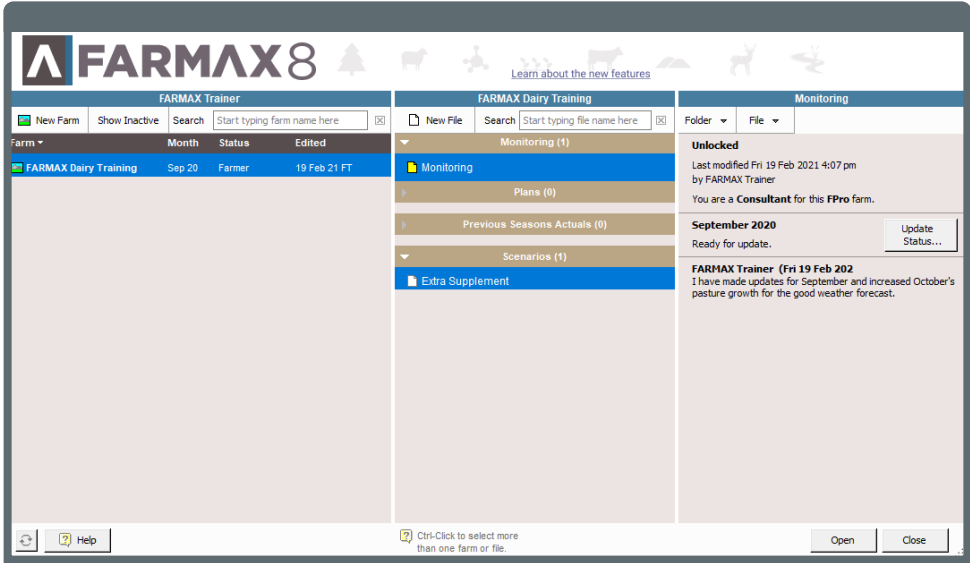 FARMAX 8
Learn about the new features
FARMAX Trainer
New Farm Show Inactive Search Start typing farm name here
Farm Month Status Edited
FARMAX Dairy Training Sep 20 Farmer 19 Feb 21 FT
FARMAX Dairy Training
New File Search Start typing file name here
Monitoring (1)
Monitoring
Plans (0)
Previous Seasons Actuals (0)
Scenarios (1)
Extra Supplement
Monitoring
Folder File
Unlocked
Last modified Fri 19 Feb 2021 4:07 pm
by FARMAX Trainer
You are a Consultant for this FPro farm.
September 2020
Ready for update.
Update
Status...
FARMAX Trainer (Fri 19 Feb 202
I have made updates for September and increased October's
pasture growth for the good weather forecast.
Help
Ctrl-Click to select more
than one farm or file.
Open
Close